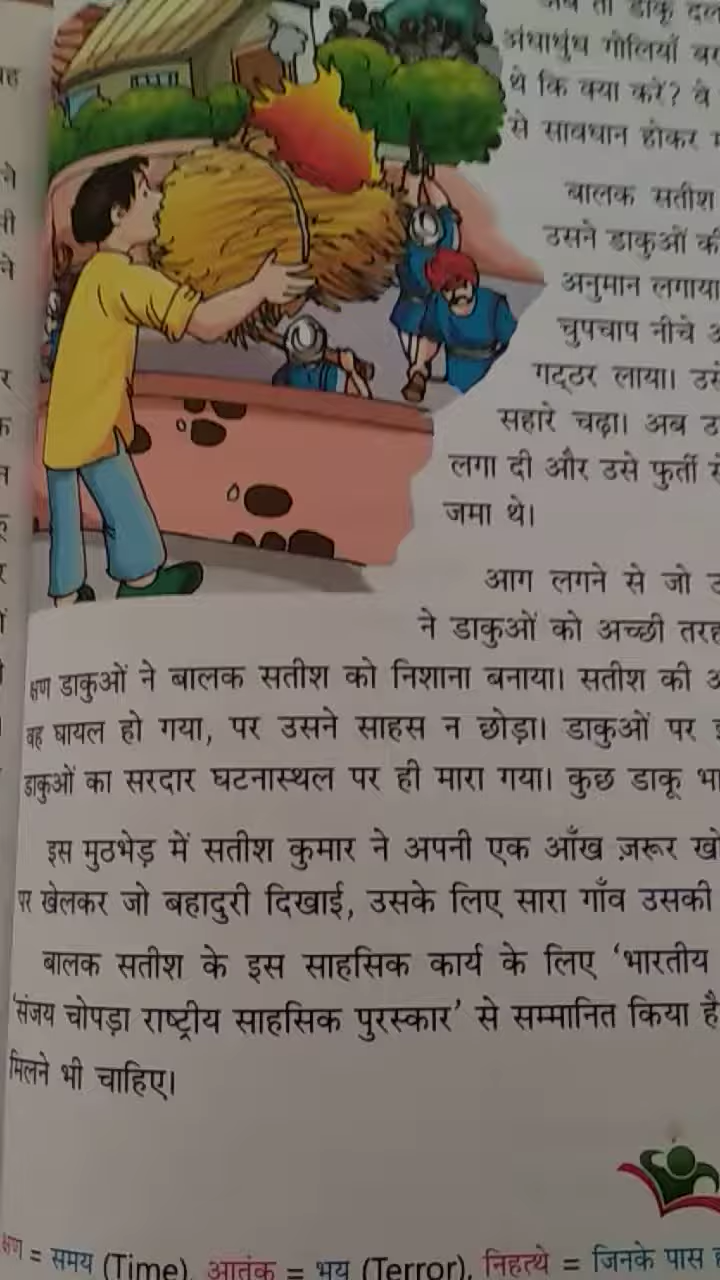 अंधाधुंध गोलियाँ
थे कि क्या करें? वे
से सावधान होकर
बालक सतीश
उसने डाकुओं की
अनुमान लगाया
चुपचाप नीचे
गट्ठर लाया।
सहारे चढ़ा। अब
लगा दी और उसे फुर्ती
जमा थे।
आग लगने से जो
ने डाकुओं को अच्छी
क्षण डाकुओं ने बालक सतीश को निशाना बनाया। सतीश की
वह घायल हो गया, पर उसने साहस न छोड़ा। डाकुओं पर
डाकुओं का सरदार घटनास्थल पर ही मारा गया। कुछ डाकू
इस मुठभेड़ में सतीश कुमार ने अपनी एक आँख ज़रूर
पर खेलकर जो बहादुरी दिखाई, उसके लिए सारा गाँव उसकी
बालक सतीश के इस साहसिक कार्य के लिए ‘भारतीय
‘संजय चोपड़ा राष्ट्रीय साहसिक पुरस्कार’ से सम्मानित किया है
मिलने भी चाहिए।
क्षण = समय (Time), आतंक = भय (Terror), निहत्थे = जिनके पास